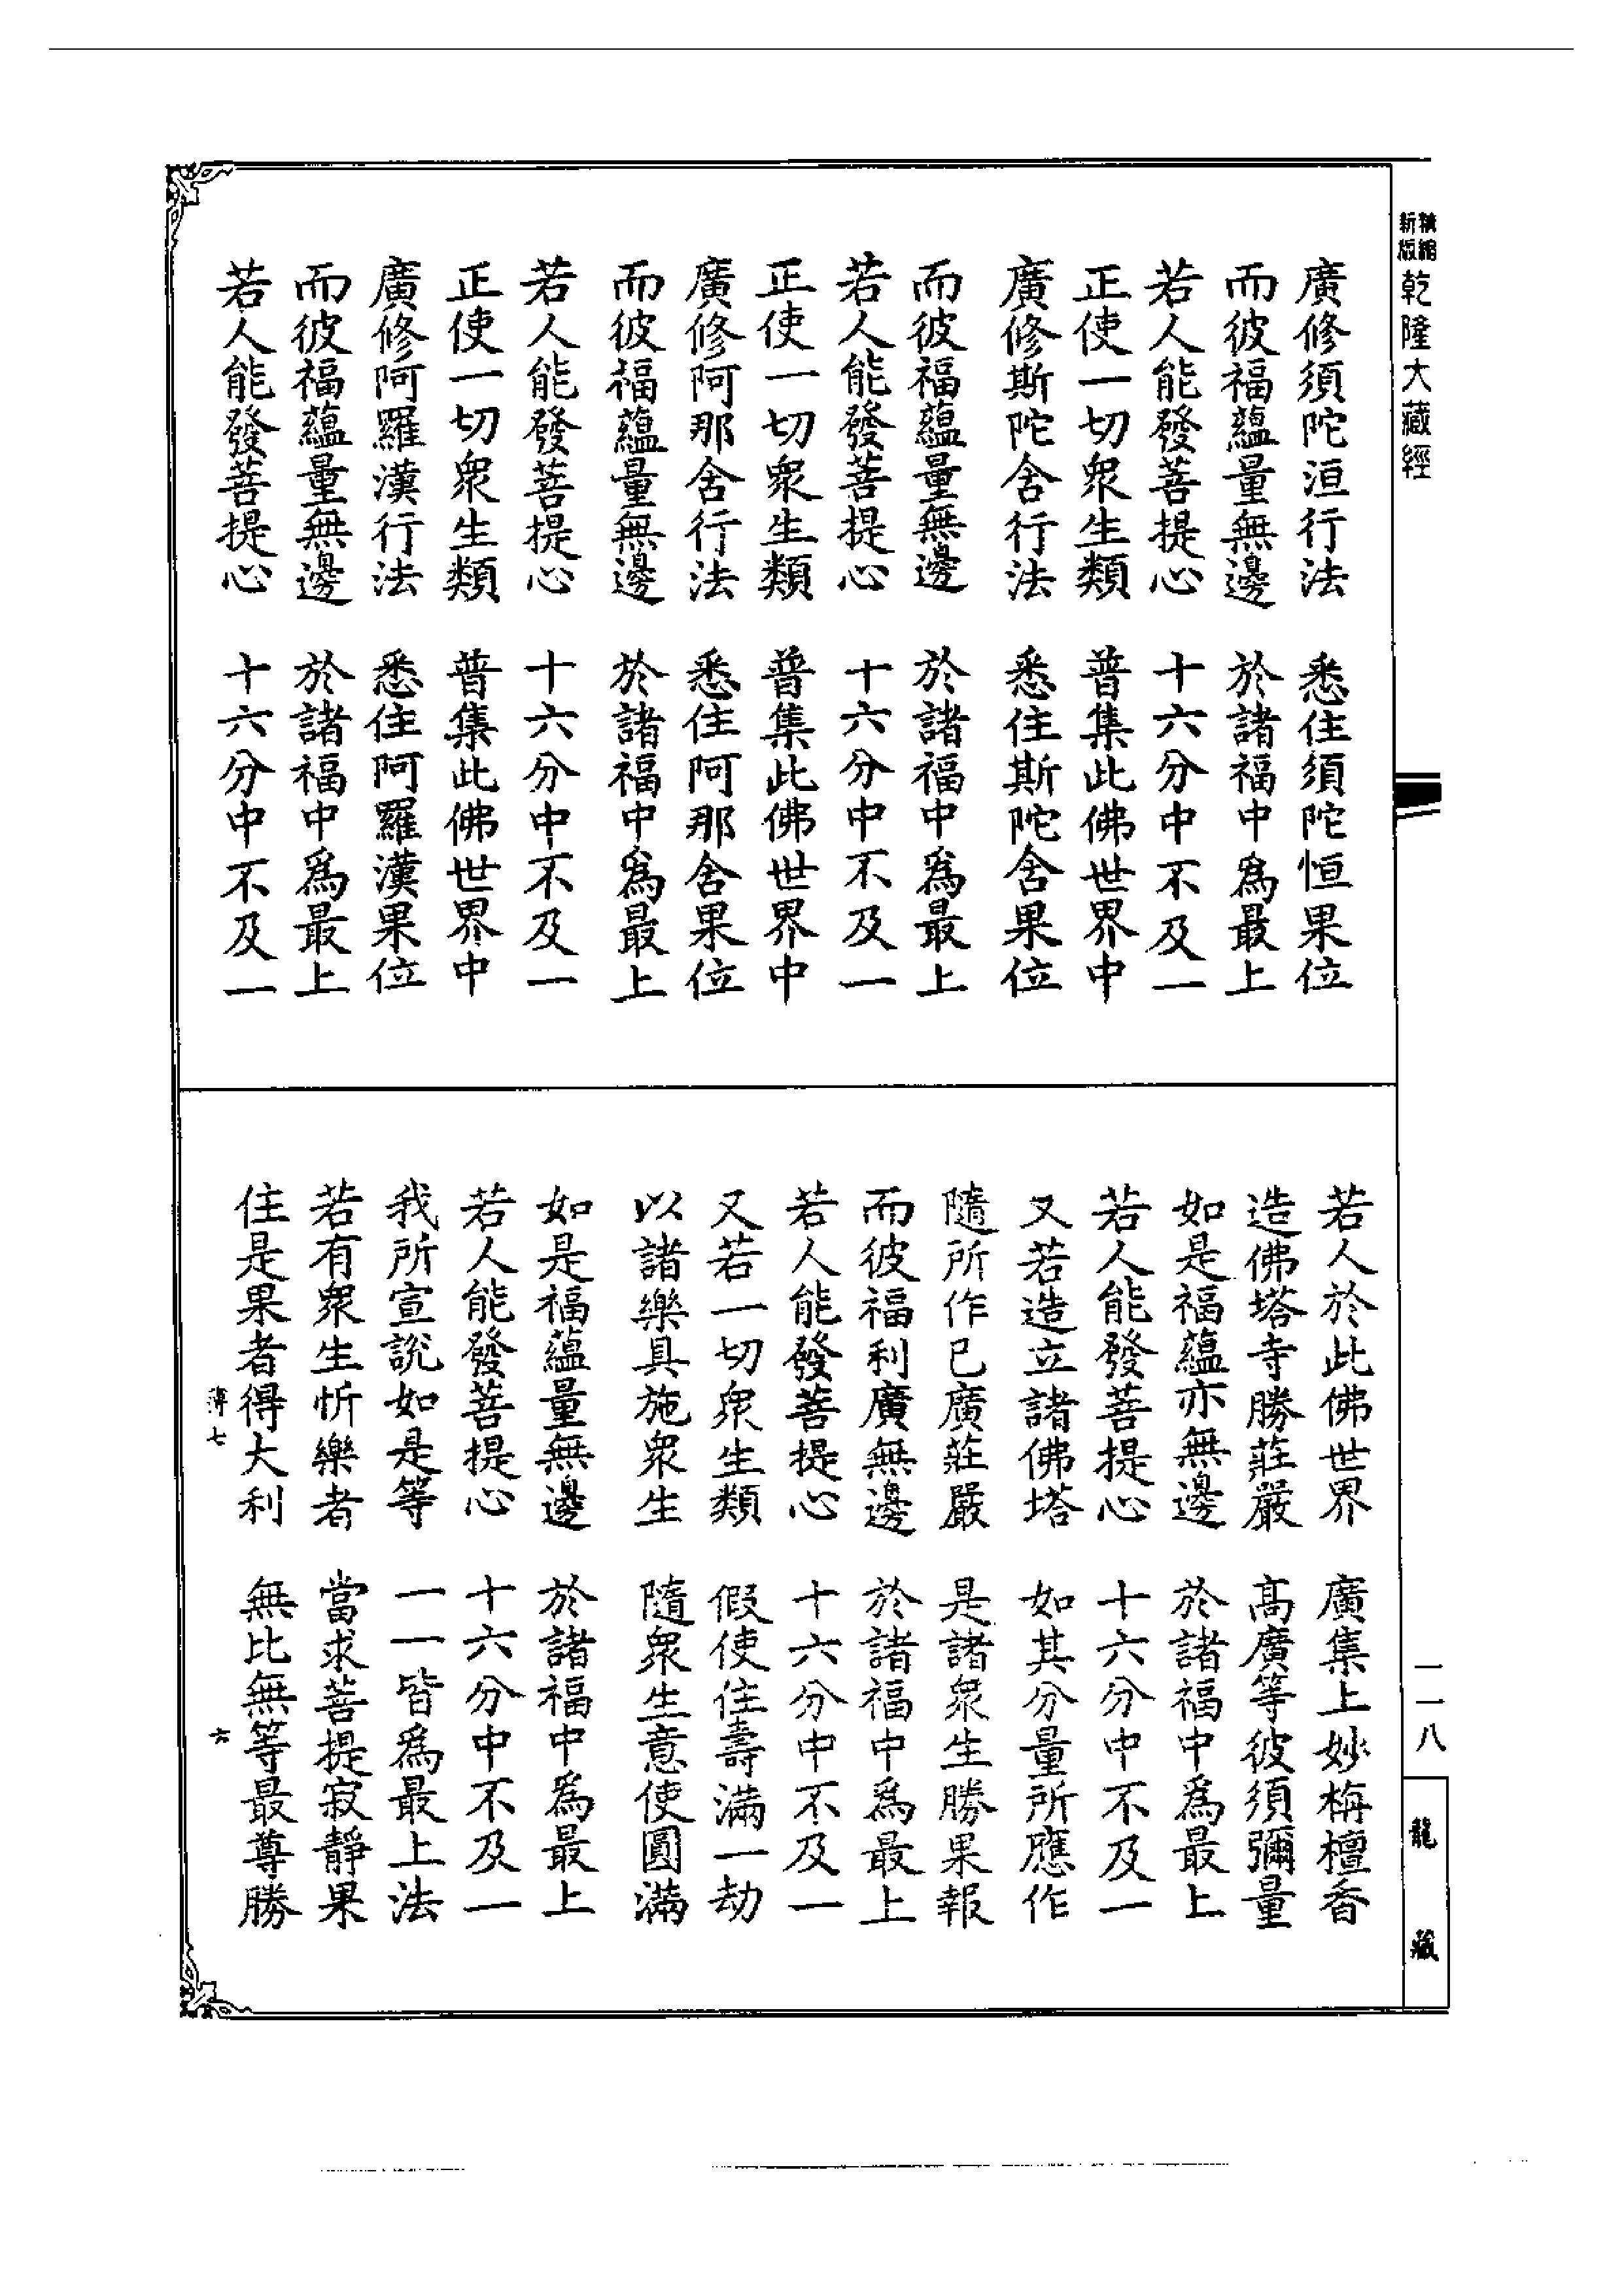 精縮
新版
乾隆大藏經
一一八
龍藏
廣修須陀洹行法　悉住須陀恒果位
而彼福蘊量無邊　於諸福中爲最上
若人能發菩提心　十六分中不及一
正使一切衆生類　普集此佛世界中
廣修斯陀含行法　悉住斯陀含果位
而彼福蘊量無邊　於諸福中爲最上
若人能發菩提心　十六分中不及一
正使一切衆生類　普集此佛世界中
廣修阿那含行法　悉住阿那含果位
而彼福蘊量無邊　於諸福中爲最上
若人能發菩提心　十六分中不及一
正使一切衆生類　普集此佛世界中
廣修阿羅漢行法　悉住阿羅漢果位
而彼福蘊量無邊　於諸福中爲最上
若人能發菩提心　十六分中不及一
若人於此佛世界　廣集上妙栴檀香
造佛塔寺勝莊嚴　高廣等彼須彌量
如是福蘊亦無邊　於諸福中爲最上
若人能發菩提心　十六分中不及一
又若造立諸佛塔　如其分量所應作
隨所作已廣莊嚴　是諸衆生勝果報
而彼福利廣無邊　於諸福中爲最上
若人能發菩提心　十六分中不及一
又若一切衆生類　假使住壽滿一劫
以諸樂具施衆生　隨衆生意使圓滿
如是福蘊量無邊　於諸福中爲最上
若人能發菩提心　十六分中不及一
我所宣說如是等　一一皆爲最上法
若有衆生忻樂者　當求菩提寂靜果
住是果者得大利　無比無等最尊勝
薄七　六